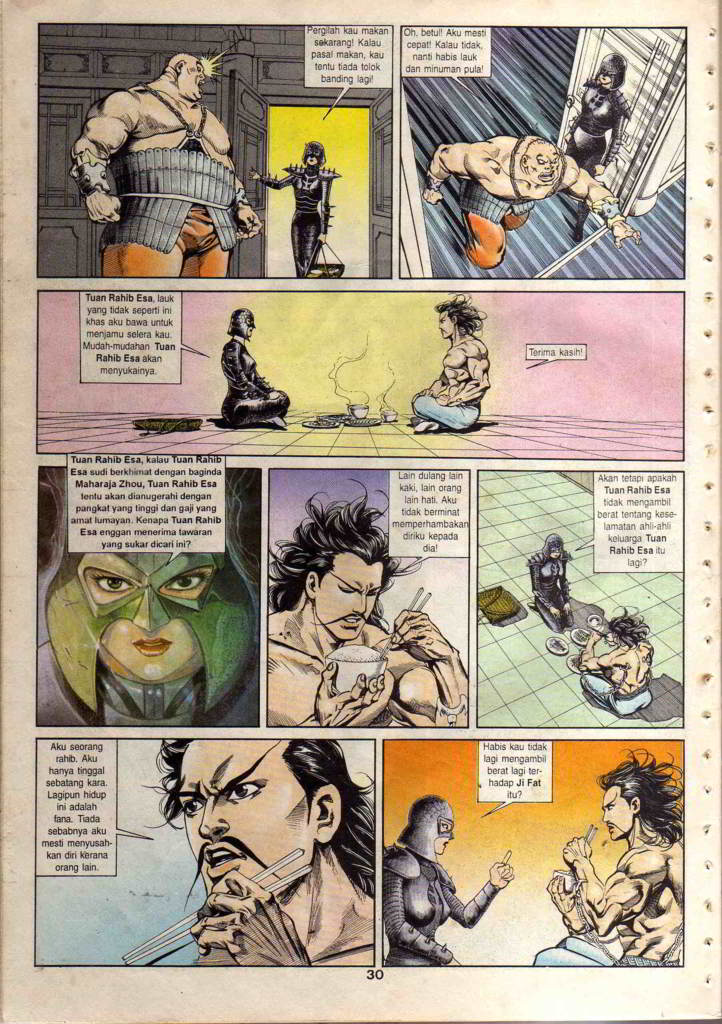 Pergilah kau makan
sekarang! Kalau
pasal makan, kau
tentu tiada tolok
banding lagi!
Oh, betul! Aku mesti
cepat! Kalau tidak,
nanti habis lauk
dan minuman pula!
Tuan Rahib Esa, lauk
yang tidak seperti ini
khas aku bawa untuk
menjamu selera kau.
Mudah-mudahan Tuan
Rahib Esa akan
menyukainya.
Terima kasih!
Tuan Rahib Esa, kalau Tuan Rahib
Esa sudi berkhimat dengan baginda
Maharaja Zhou, Tuan Rahib Esa
tentu akan dianugerahi dengan
pangkat yang tinggi dan gaji yang
amat lumayan. Kenapa Tuan Rahib
Esa enggan menerima tawaran
yang sukar dicari ini?
Lain dulang lain
kaki, lain orang
lain hati. Aku
tidak berminat
memperhambakan
diriku kepada
dia!
Akan tetapi apakah
Tuan Rahib Esa
tidak mengambil
berat tentang kese-
lamatan ahli-ahli
keluarga Tuan
Rahib Esa itu
lagi?
Aku seorang
rahib. Aku
hanya tinggal
sebatang kara.
Lagipun hidup
ini adalah
fana. Tiada
sebabnya aku
mesti menyusah-
kan diri kerana
orang lain.
Habis kau tidak
lagi mengambil
berat lagi ter-
hadap Ji Fat
itu?
30